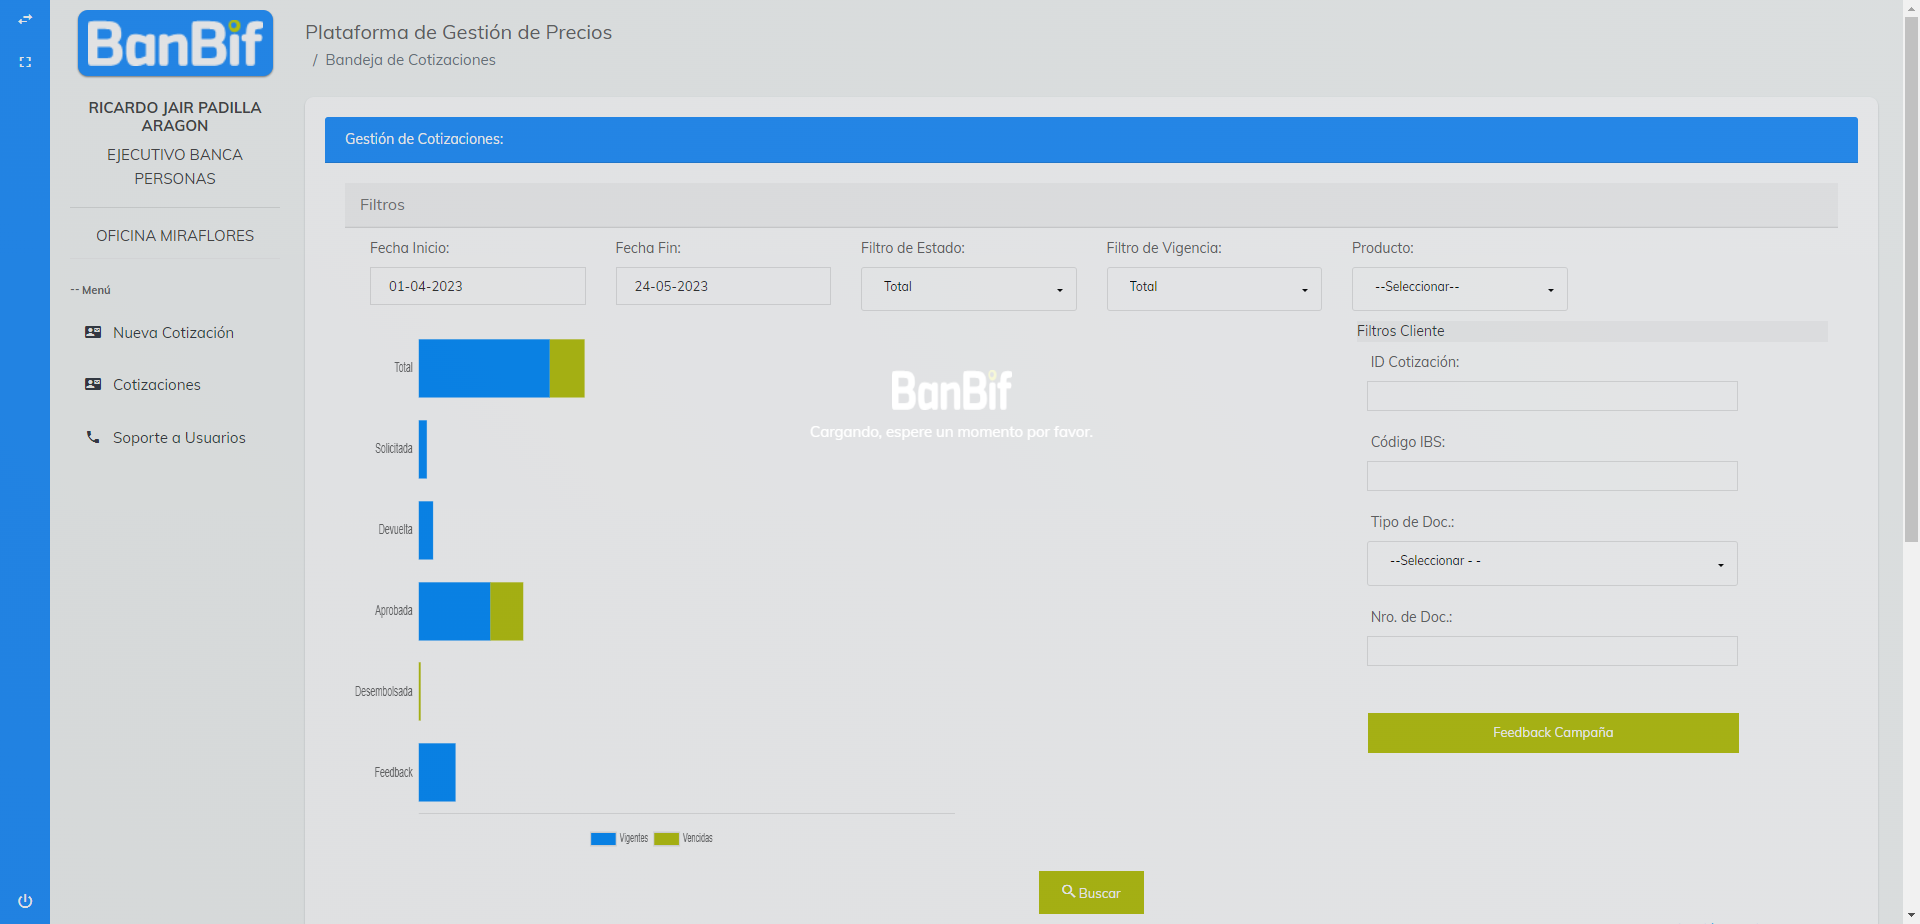 BanBif
RICARDO JAIR PADILLA
ARAGON
EJECUTIVO BANCA
PERSONAS
OFICINA MIRAFLORES
-- Menú
Nueva Cotización
Cotizaciones
Soporte a Usuarios
Plataforma de Gestión de Precios
/ Bandeja de Cotizaciones
Gestión de Cotizaciones:
Filtros
Fecha Inicio: Fecha Fin: Filtro de Estado: Filtro de Vigencia: Producto:
01-04-2023 24-05-2023 Total Total --Seleccionar--
Total
Solicitada
Devuelta
Aprobada
Desembolsada
Feedback
Vigentes Vencidas
BanBif
Cargando, espere un momento por favor.
Filtros Cliente
ID Cotización:
Código IBS:
Tipo de Doc.:
--Seleccionar - -
Nro. de Doc.:
Feedback Campaña
Buscar